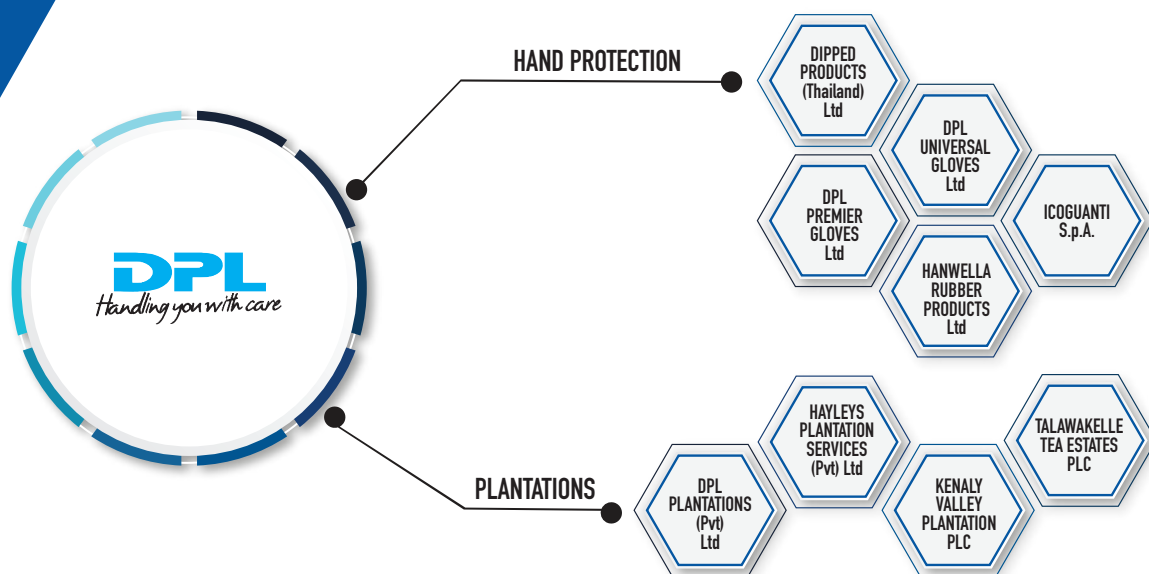 HAND PROTECTION
DIPPED
PRODUCTS
(Thailand)
Ltd
DPL
UNIVERSAL
GLOVES
Ltd
DPL
PREMIER
GLOVES
Ltd
ICOGUANTI
S.p.A.
HANWELLA
RUBBER
PRODUCTS
Ltd
DPL
Handling you with care
PLANTATIONS
HAYLEYS
PLANTATION
SERVICES
(Pvt) Ltd
TALAWAKELLE
TEA ESTATES
PLC
DPL
PLANTATIONS
(Pvt)
Ltd
KENALY
VALLEY
PLANTATION
PLC